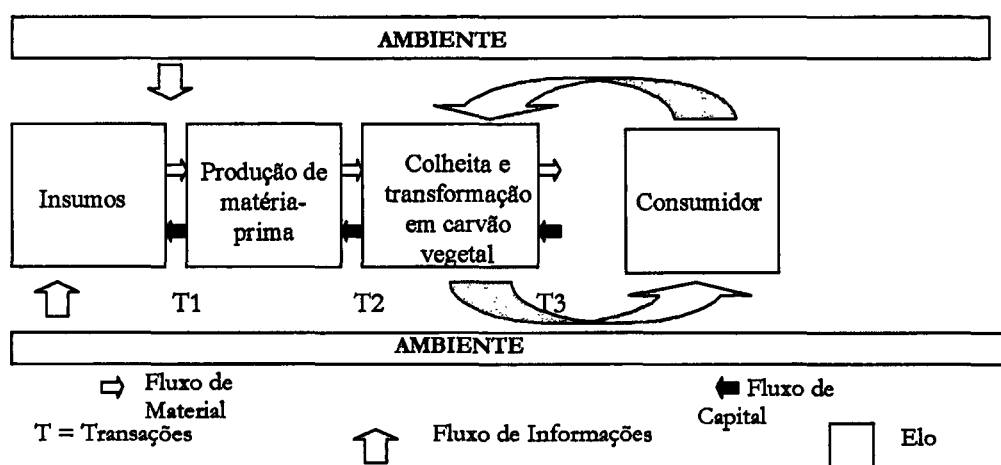 AMBIENTE
Insumos
Produção de
matéria-
prima
Colheita e
transformação
em carvão
vegetal
Consumidor
T1
T2
T3
AMBIENTE
Fluxo de
Material
Fluxo de
Capital
T = Transações
Fluxo de Informações
Elo